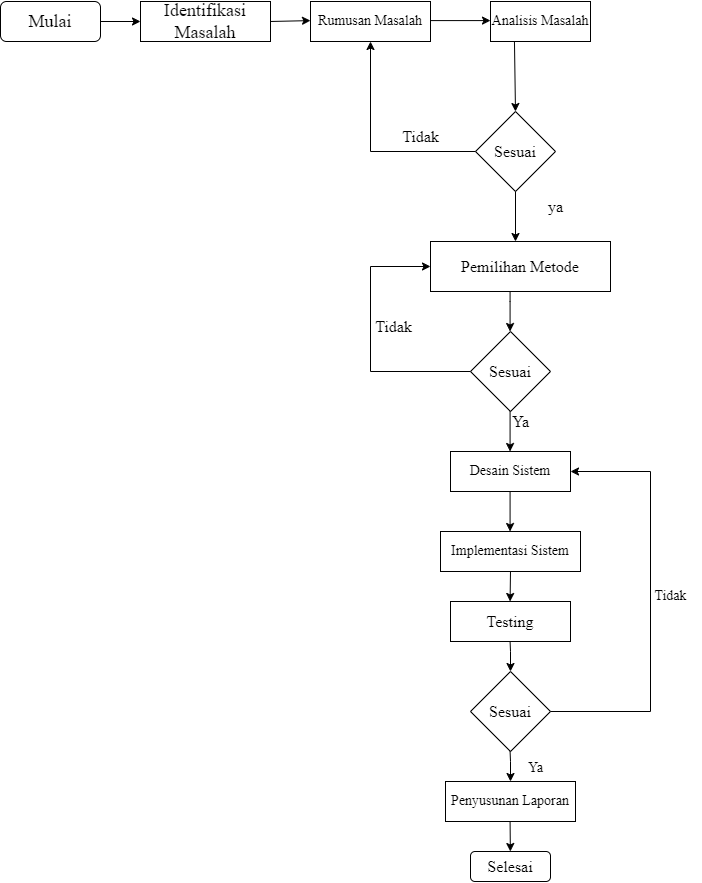 Mulai
Identifikasi
Masalah
Rumusan Masalah
Analisis Masalah
Tidak
Sesuai
ya
Pemilihan Metode
Tidak
Sesuai
Ya
Desain Sistem
Implementasi Sistem
Tidak
Testing
Sesuai
Ya
Penyusunan Laporan
Selesai